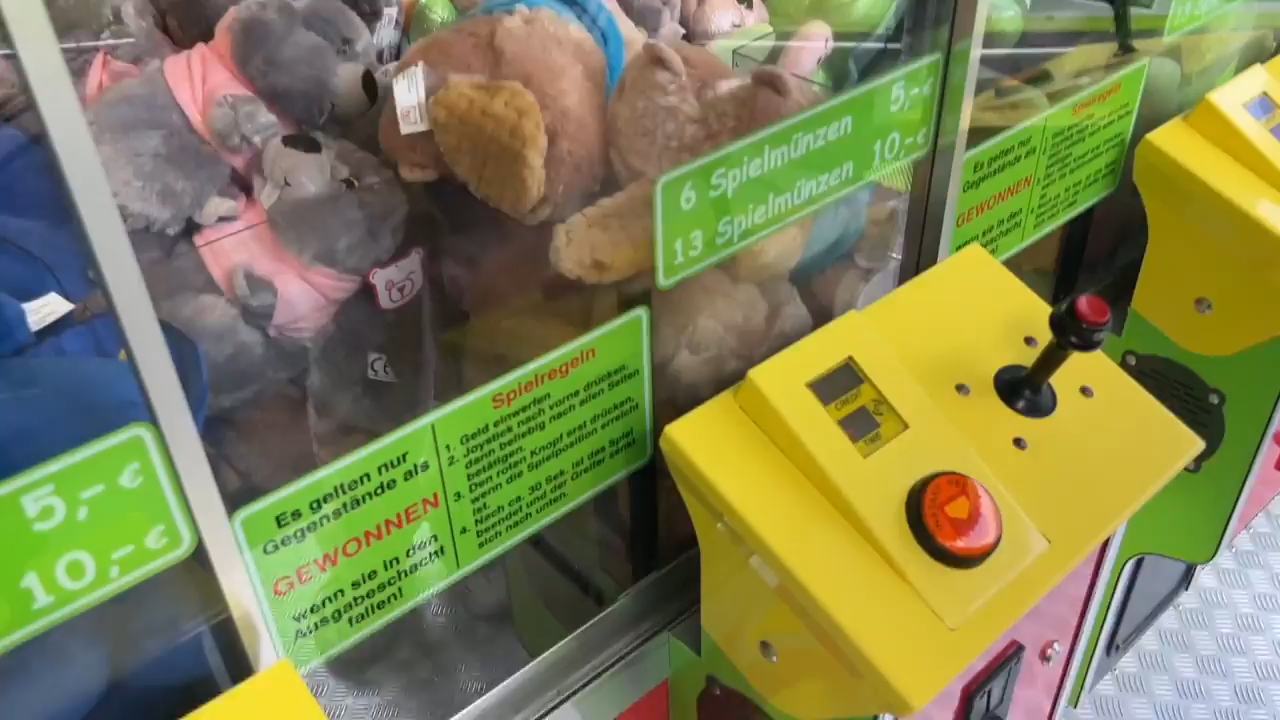 6 Spielmünzen 5,- €
13 Spielmünzen 10,- €
Es gelten nur
Gegenstände als
GEWONNEN
wenn sie in den
Ausgabeschacht
fallen!
Spielregeln
1. Geld einwerfen
2. Joystick nach vorne drücken,
dann beliebig nach allen Seiten
betätigen.
3. Den roten Knopf erst drücken,
wenn die Spielposition erreicht
ist.
4. Nach ca. 30 Sek. ist das Spiel
beendet und der Greifer senkt
sich nach unten.
5,- €
10,- €
CREDIT
TIME
CE
Es gelten nur
Gegenstände als
GEWONNEN
wenn sie in den
Spielregeln